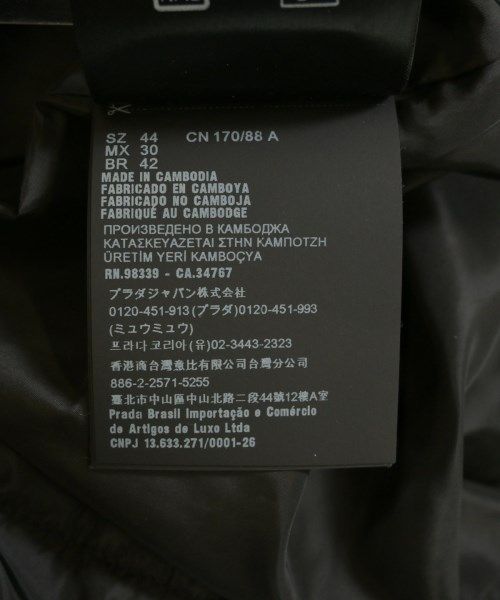 SZ 44 CN 170/88 A
MX 30
BR 42
MADE IN CAMBODIA
FABRICADO EN CAMBOYA
FABRICADO NO CAMBOJA
FABRIQUÉ AU CAMBODGE
ПРОИЗВЕДЕНО В КАМБОДЖА
ΚΑΤΑΣΚΕΥΑΖΕΤΑΙ ΣΤΗΝ ΚΑΜΠΟΤΖΗ
ÜRETİM YERİ KAMBOÇYA
RN.98339 - CA.34767
プラダジャパン株式会社
0120-451-913 (プラダ) 0120-451-993
(ミュウミュウ)
프라다코리아(유)02-3443-2323
香港商台灣意比有限公司台灣分公司
886-2-2571-5255
臺北市中山區中山北路二段44號12樓A室
Prada Brasil Importação e Comércio
de Artigos de Luxo Ltda
CNPJ 13.633.271/0001-26